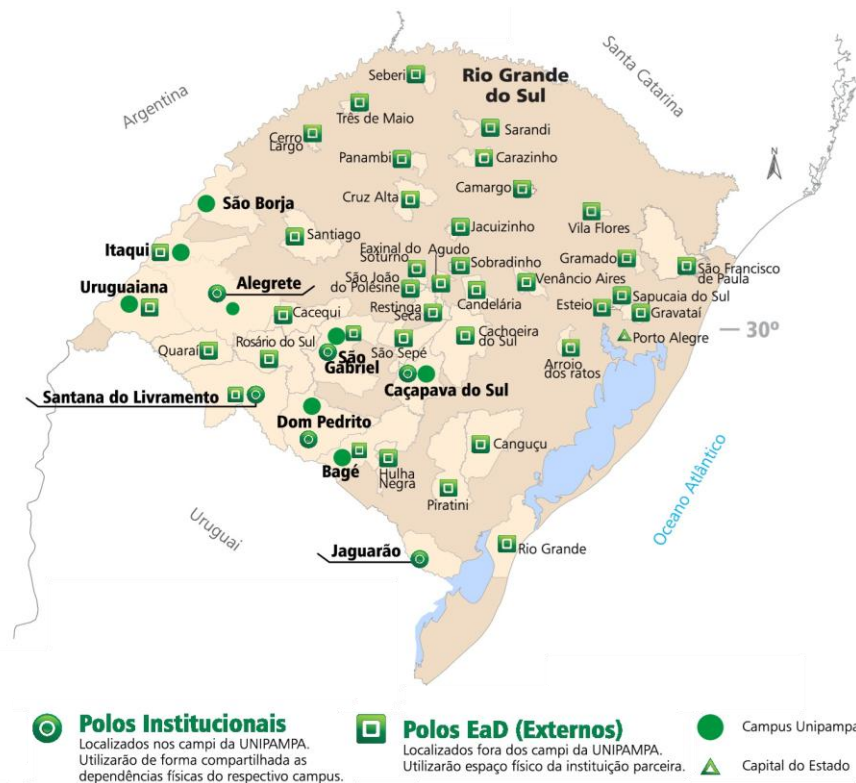 Argentina
Santa Catarina
Rio Grande
do Sul
Seberi
Três de Maio
Sarandi
Cerro
Largo
Panambi
Carazinho
N
Cruz Alta
Camargo
São Borja
Vila Flores
Jacuizinho
Santiago
Itaqui
Faxinal do
Soturno
Agudo
Sobradinho
Gramado
São Francisco
de Paula
São João
do Polêsine
Venâncio Aires
Uruguaiana
Alegrete
Candelária
Sapucaia do Sul
Esteio
Gravataí
Cacequi
Restinga
Seca
Cachoeira
do Sul
30º
Porto Alegre
Quaraí
Rosário do Sul
São
Gabriel
São Sepé
Arroio
dos ratos
Santana do Livramento
Caçapava do Sul
Dom Pedrito
Canguçu
Bagé
Hulha
Negra
Oceano Atlântico
Piratini
Uruguai
Jaguarão
Rio Grande
Polos Institucionais
Localizados nos campi da UNIPAMPA.
Utilizarão de forma compartilhada as
dependências físicas do respectivo campus.
Polos EaD (Externos)
Localizados fora dos campi da UNIPAMPA.
Utilizarão espaço físico da instituição parceira.
Campus Unipampa
Capital do Estado